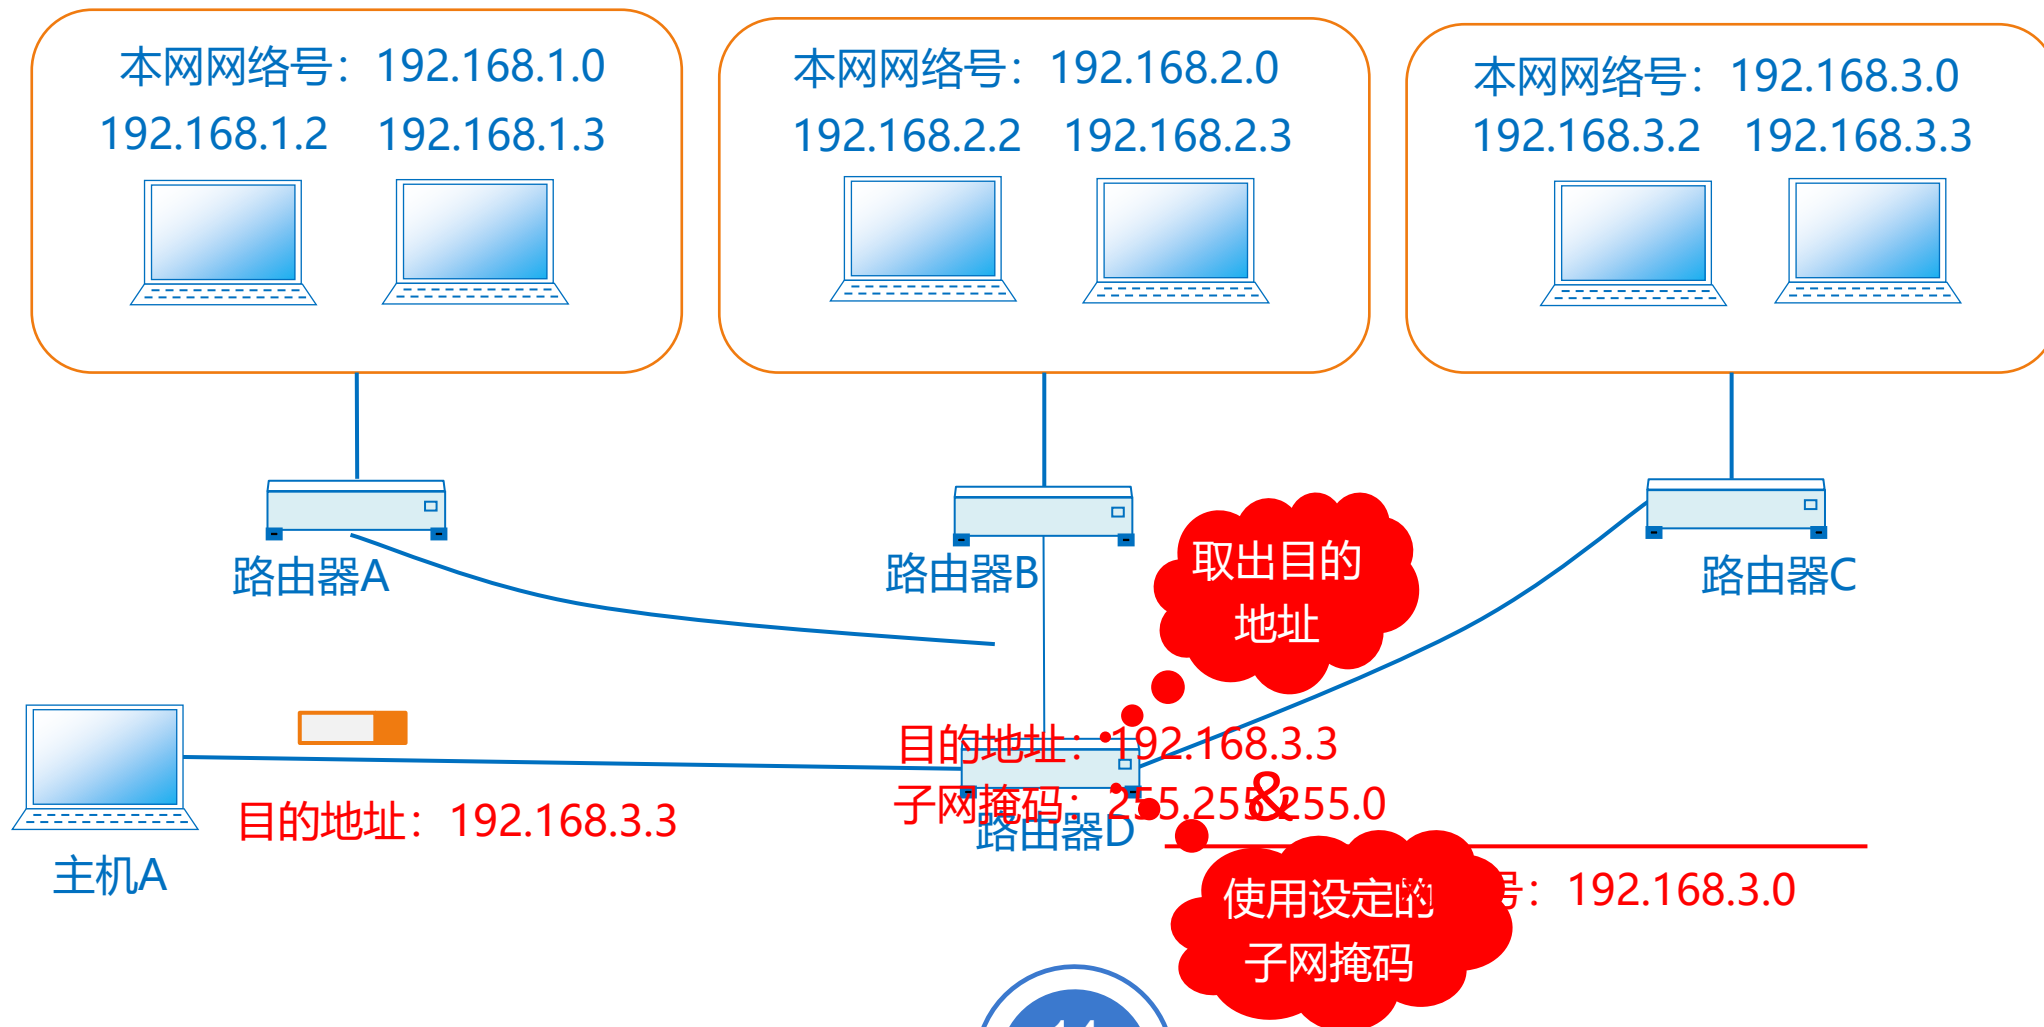 本网网络号：192.168.1.0
192.168.1.2 192.168.1.3
本网网络号：192.168.2.0
192.168.2.2 192.168.2.3
本网网络号：192.168.3.0
192.168.3.2 192.168.3.3
路由器A
路由器B
路由器C
取出目的
地址
目的地址：192.168.3.3
子网掩码：255.255.255.0
&
路由器D
目的地址：192.168.3.3
主机A
号：192.168.3.0
使用设定的
子网掩码